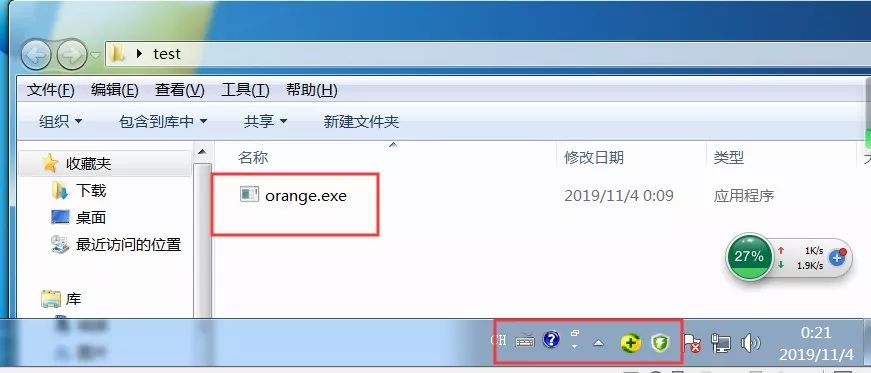 test
文件(F) 编辑(E) 查看(V) 工具(T) 帮助(H)
组织 包含到库中 共享 新建文件夹
收藏夹
下载
桌面
最近访问的位置
库
名称 修改日期 类型
orange.exe 2019/11/4 0:09 应用程序
27% 1K/s
1.9K/s
CH 0:21
2019/11/4